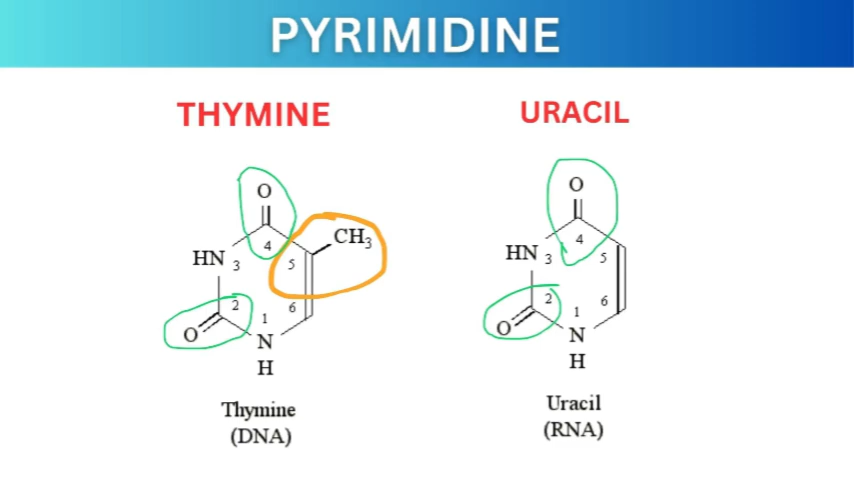 PYRIMIDINE
THYMINE
O
4
CH₃
HN
3
5
2
6
O
1
N
H
Thymine
(DNA)
URACIL
O
4
HN
3
5
2
6
O
1
N
H
Uracil
(RNA)